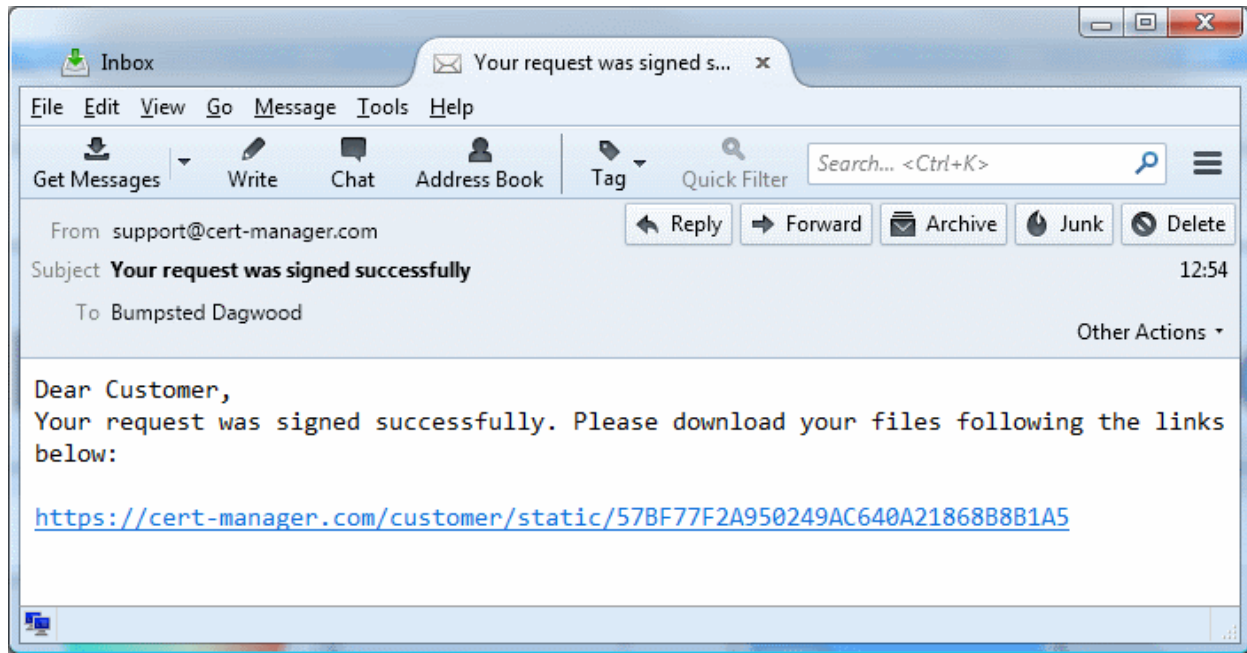 Inbox
Your request was signed s...
File Edit View Go Message Tools Help
Get Messages Write Chat Address Book Tag Quick Filter Search... <Ctrl+K>
From support@cert-manager.com Reply Forward Archive Junk Delete
Subject Your request was signed successfully 12:54
To Bumpsted Dagwood
Other Actions
Dear Customer,
Your request was signed successfully. Please download your files following the links
below:
https://cert-manager.com/customer/static/57BF77F2A950249AC640A21868B8B1A5